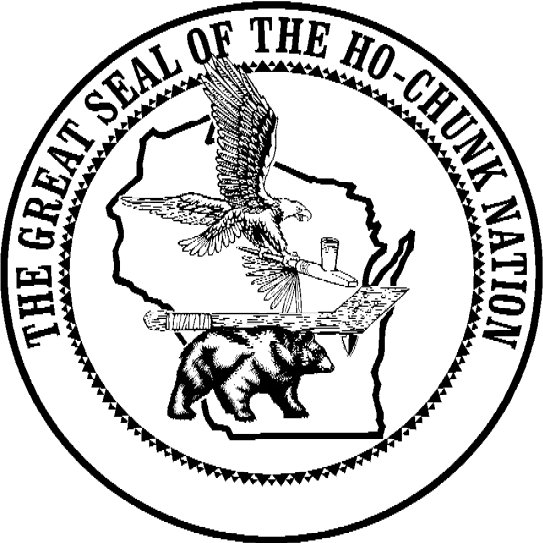 THE GREAT SEAL OF THE HO-CHUNK NATION